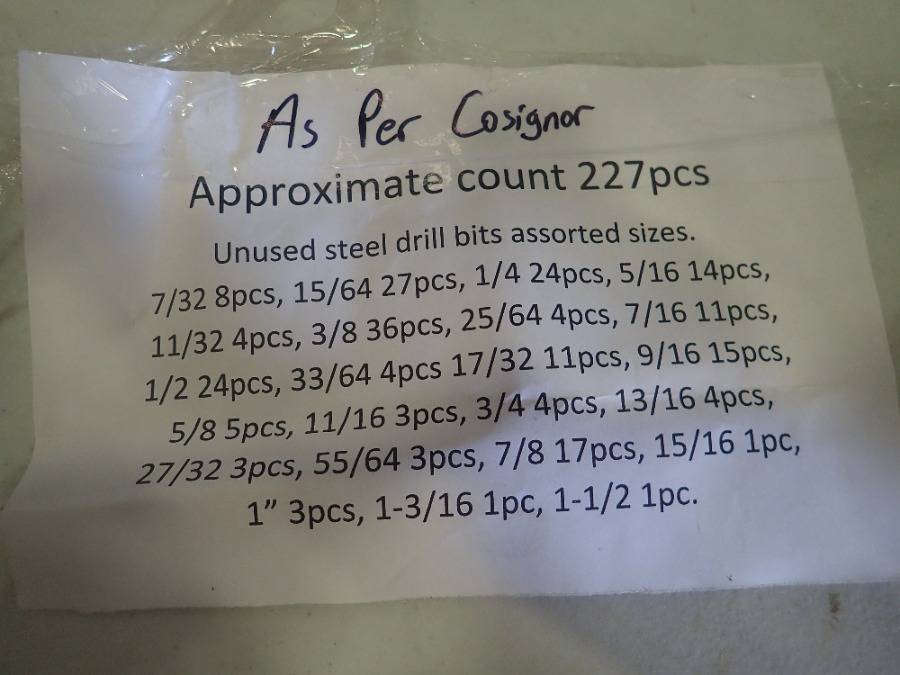 As Per Cosignor
Approximate count 227pcs
Unused steel drill bits assorted sizes.
7/32 8pcs, 15/64 27pcs, 1/4 24pcs, 5/16 14pcs,
11/32 4pcs, 3/8 36pcs, 25/64 4pcs, 7/16 11pcs,
1/2 24pcs, 33/64 4pcs 17/32 11pcs, 9/16 15pcs,
5/8 5pcs, 11/16 3pcs, 3/4 4pcs, 13/16 4pcs,
27/32 3pcs, 55/64 3pcs, 7/8 17pcs, 15/16 1pc,
1” 3pcs, 1-3/16 1pc, 1-1/2 1pc.